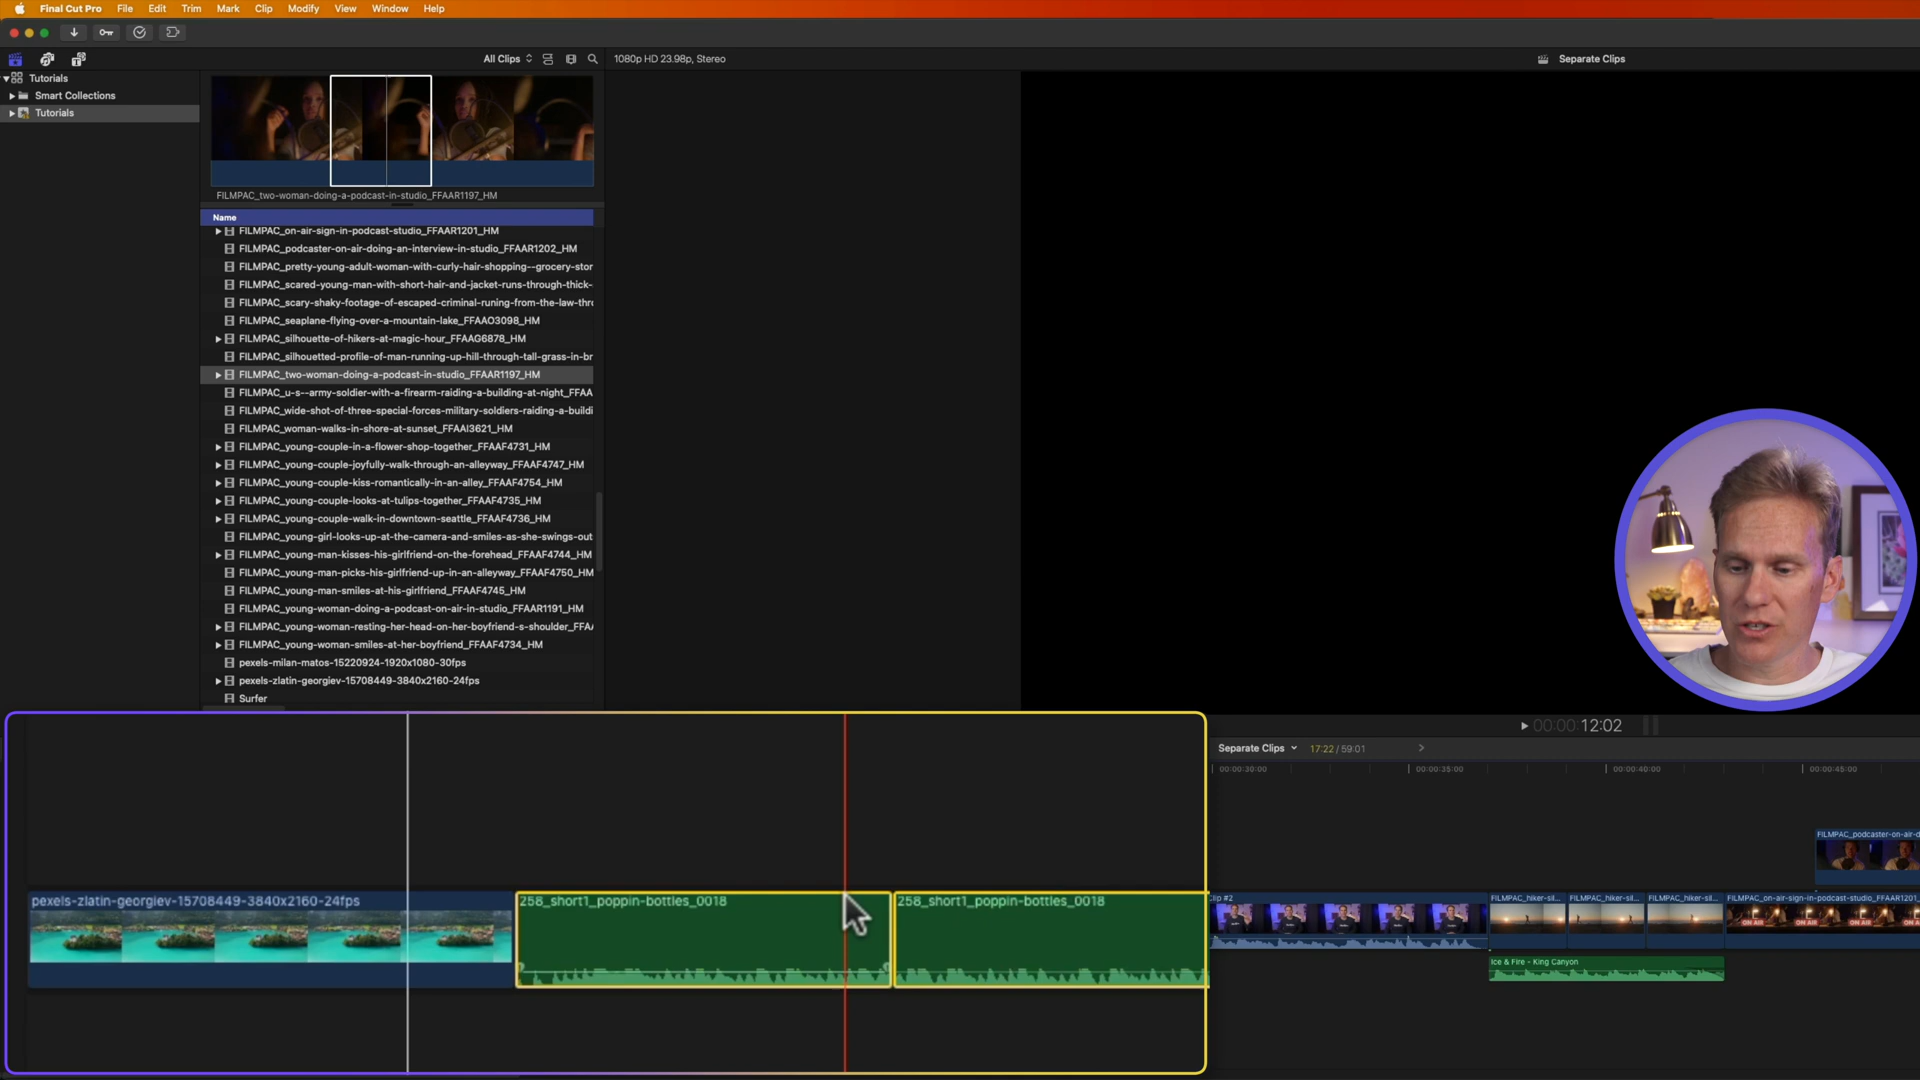 Final Cut Pro File Edit Trim Mark Clip Modify View Window Help
All Clips
1080p HD 23.98p, Stereo
Separate Clips
Tutorials
Smart Collections
Tutorials
FILMPAC_two-woman-doing-a-podcast-in-studio_FFAAR1197_HM
Name
FILMPAC_on-air-sign-in-podcast-studio_FFAAR1201_HM
FILMPAC_podcaster-on-air-doing-an-interview-in-studio_FFAAR1202_HM
FILMPAC_pretty-young-adult-woman-with-curly-hair-shopping--grocery-stor
FILMPAC_scared-young-man-with-short-hair-and-jacket-runs-through-thick-
FILMPAC_scary-shaky-footage-of-escaped-criminal-runing-from-the-law-thro
FILMPAC_seaplane-flying-over-a-mountain-lake_FFAAO3098_HM
FILMPAC_silhouette-of-hikers-at-magic-hour_FFAAG6878_HM
FILMPAC_silhouetted-profile-of-man-running-up-hill-through-tall-grass-in-br
FILMPAC_two-woman-doing-a-podcast-in-studio_FFAAR1197_HM
FILMPAC_u-s--army-soldier-with-a-firearm-raiding-a-building-at-night_FFAA
FILMPAC_wide-shot-of-three-special-forces-military-soldiers-raiding-a-buildi
FILMPAC_woman-walks-in-shore-at-sunset_FFAAI3621_HM
FILMPAC_young-couple-in-a-flower-shop-together_FFAAF4731_HM
FILMPAC_young-couple-joyfully-walk-through-an-alleyway_FFAAF4747_HM
FILMPAC_young-couple-kiss-romantically-in-an-alley_FFAAF4754_HM
FILMPAC_young-couple-looks-at-tulips-together_FFAAF4735_HM
FILMPAC_young-couple-walk-in-downtown-seattle_FFAAF4736_HM
FILMPAC_young-girl-looks-up-at-the-camera-and-smiles-as-she-swings-out
FILMPAC_young-man-kisses-his-girlfriend-on-the-forehead_FFAAF4744_HM
FILMPAC_young-man-picks-his-girlfriend-up-in-an-alleyway_FFAAF4750_HM
FILMPAC_young-man-smiles-at-his-girlfriend_FFAAF4745_HM
FILMPAC_young-woman-doing-a-podcast-on-air-in-studio_FFAAR1191_HM
FILMPAC_young-woman-resting-her-head-on-her-boyfriend-s-shoulder_FFAA
FILMPAC_young-woman-smiles-at-her-boyfriend_FFAAF4734_HM
pexels-milan-matos-15220924-1920x1080-30fps
pexels-zlatin-georgiev-15708449-3840x2160-24fps
Surfer
00:00:12:02
Separate Clips 17:22 / 59:01
00:00:30:00 00:00:35:00 00:00:40:00 00:00:45:00
FILMPAC_podcaster-on-air-d
pexels-zlatin-georgiev-15708449-3840x2160-24fps
258_short1_poppin-bottles_0018
258_short1_poppin-bottles_0018
Clip #2
FILMPAC_hiker-sil...
FILMPAC_hiker-sil...
FILMPAC_hiker-sil...
FILMPAC_on-air-sign-in-podcast-studio_FFAAR1201_
ON AIR ON AIR ON AIR ON AIR
Ice & Fire - King Canyon